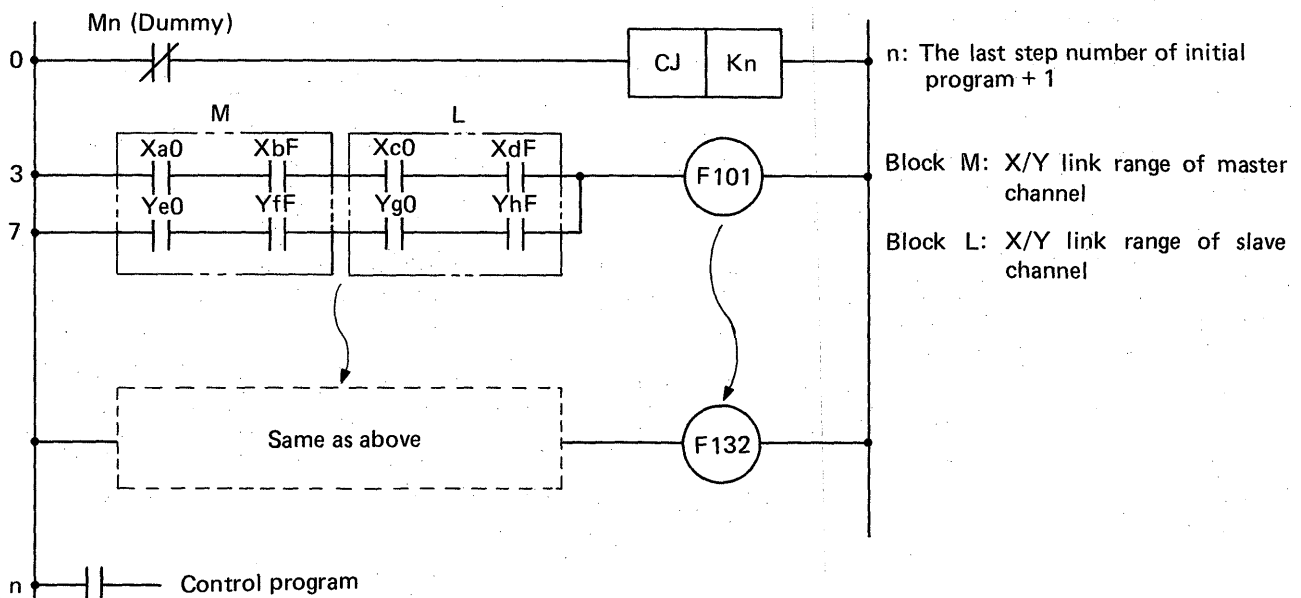 Mn (Dummy)
0
CJ Kn
n: The last step number of initial
program + 1
M
L
Xa0 XbF Xc0 XdF
3
F101
Block M: X/Y link range of master
channel
Ye0 YfF Yg0 YhF
7
Block L: X/Y link range of slave
channel
Same as above
F132
n
Control program